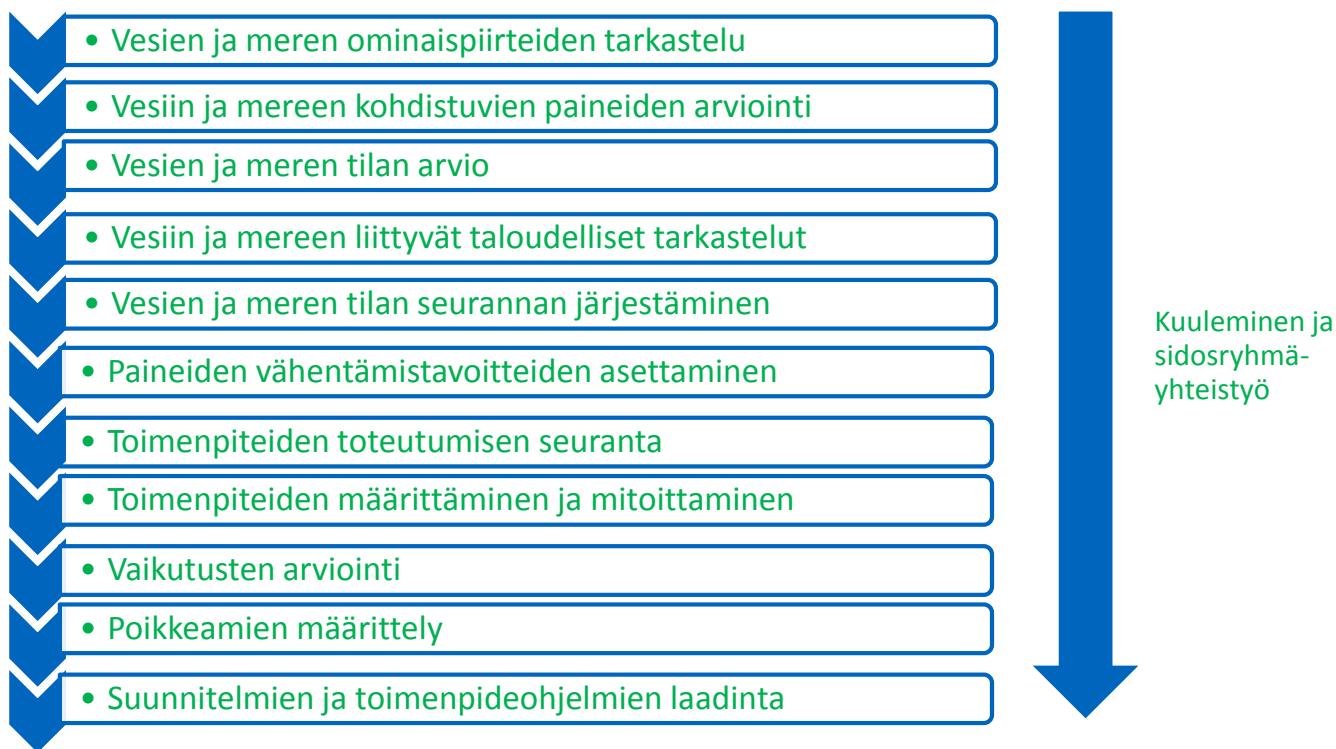 • Vesien ja meren ominaispiirteiden tarkastelu
• Vesiin ja mereen kohdistuvien paineiden arviointi
• Vesien ja meren tilan arvio
• Vesiin ja mereen liittyvät taloudelliset tarkastelut
• Vesien ja meren tilan seurannan järjestäminen
• Paineiden vähentämistavoitteiden asettaminen
• Toimenpiteiden toteutumisen seuranta
• Toimenpiteiden määrittäminen ja mitoittaminen
• Vaikutusten arviointi
• Poikkeamien määrittely
• Suunnitelmien ja toimenpideohjelmien laadinta
Kuuleminen ja
sidosryhmä-
yhteistyö